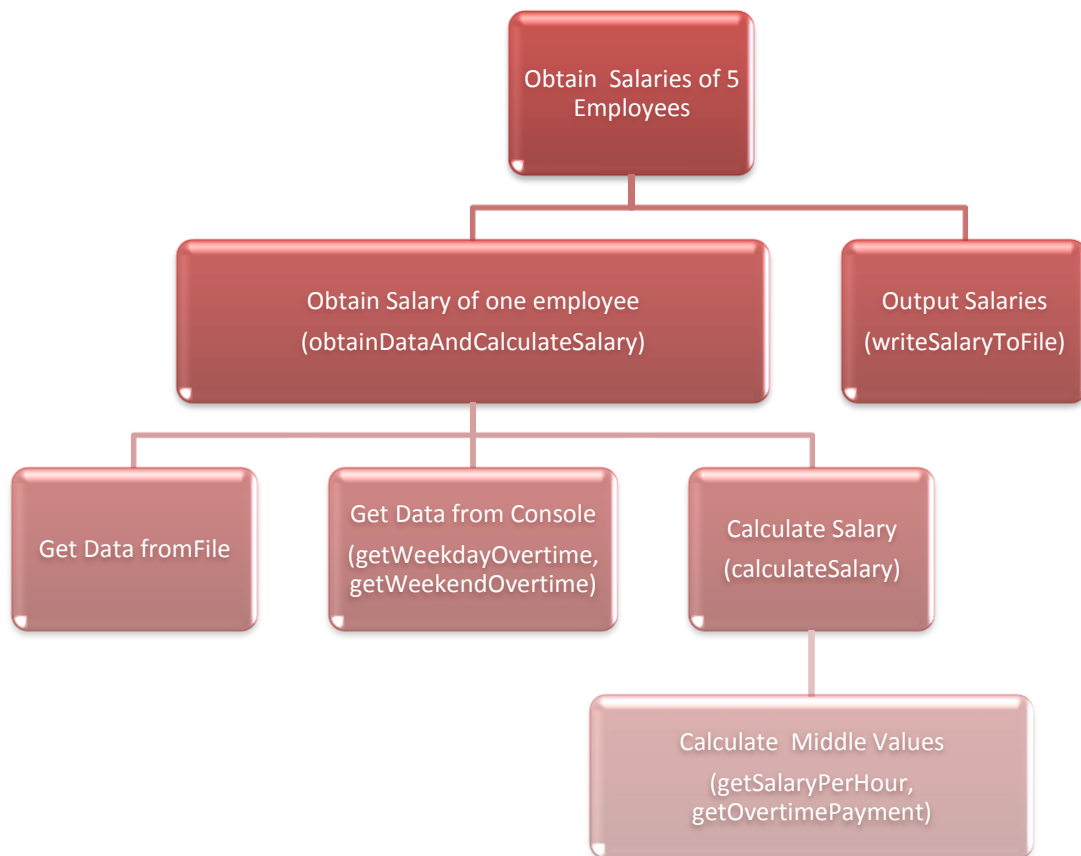 Obtain Salaries of 5
Employees
Obtain Salary of one employee
(obtainDataAndCalculateSalary)
Output Salaries
(writeSalaryToFile)
Get Data fromFile
Get Data from Console
(getWeekdayOvertime,
getWeekendOvertime)
Calculate Salary
(calculateSalary)
Calculate Middle Values
(getSalaryPerHour,
getOvertimePayment)